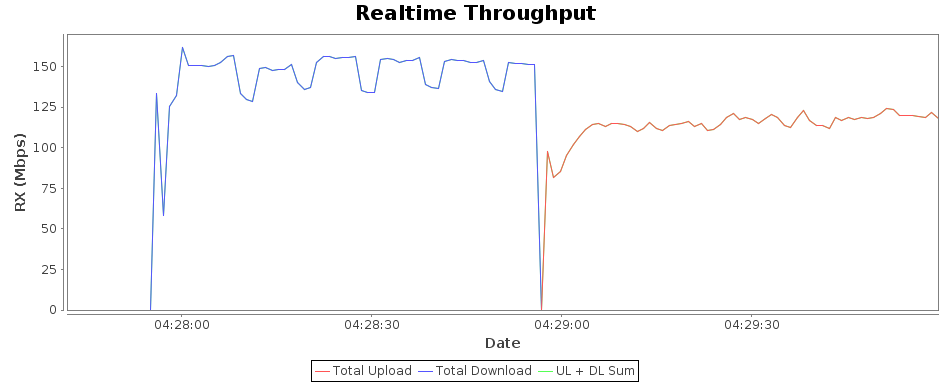 Realtime Throughput
RX (Mbps)
150
125
100
75
50
25
0
04:28:00 04:28:30 04:29:00 04:29:30
Date
Total Upload Total Download UL + DL Sum